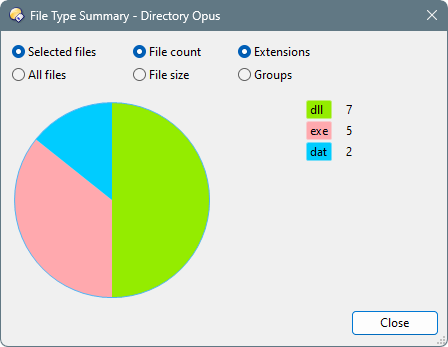 File Type Summary - Directory Opus
Selected files File count Extensions
All files File size Groups
dll 7
exe 5
dat 2
Close